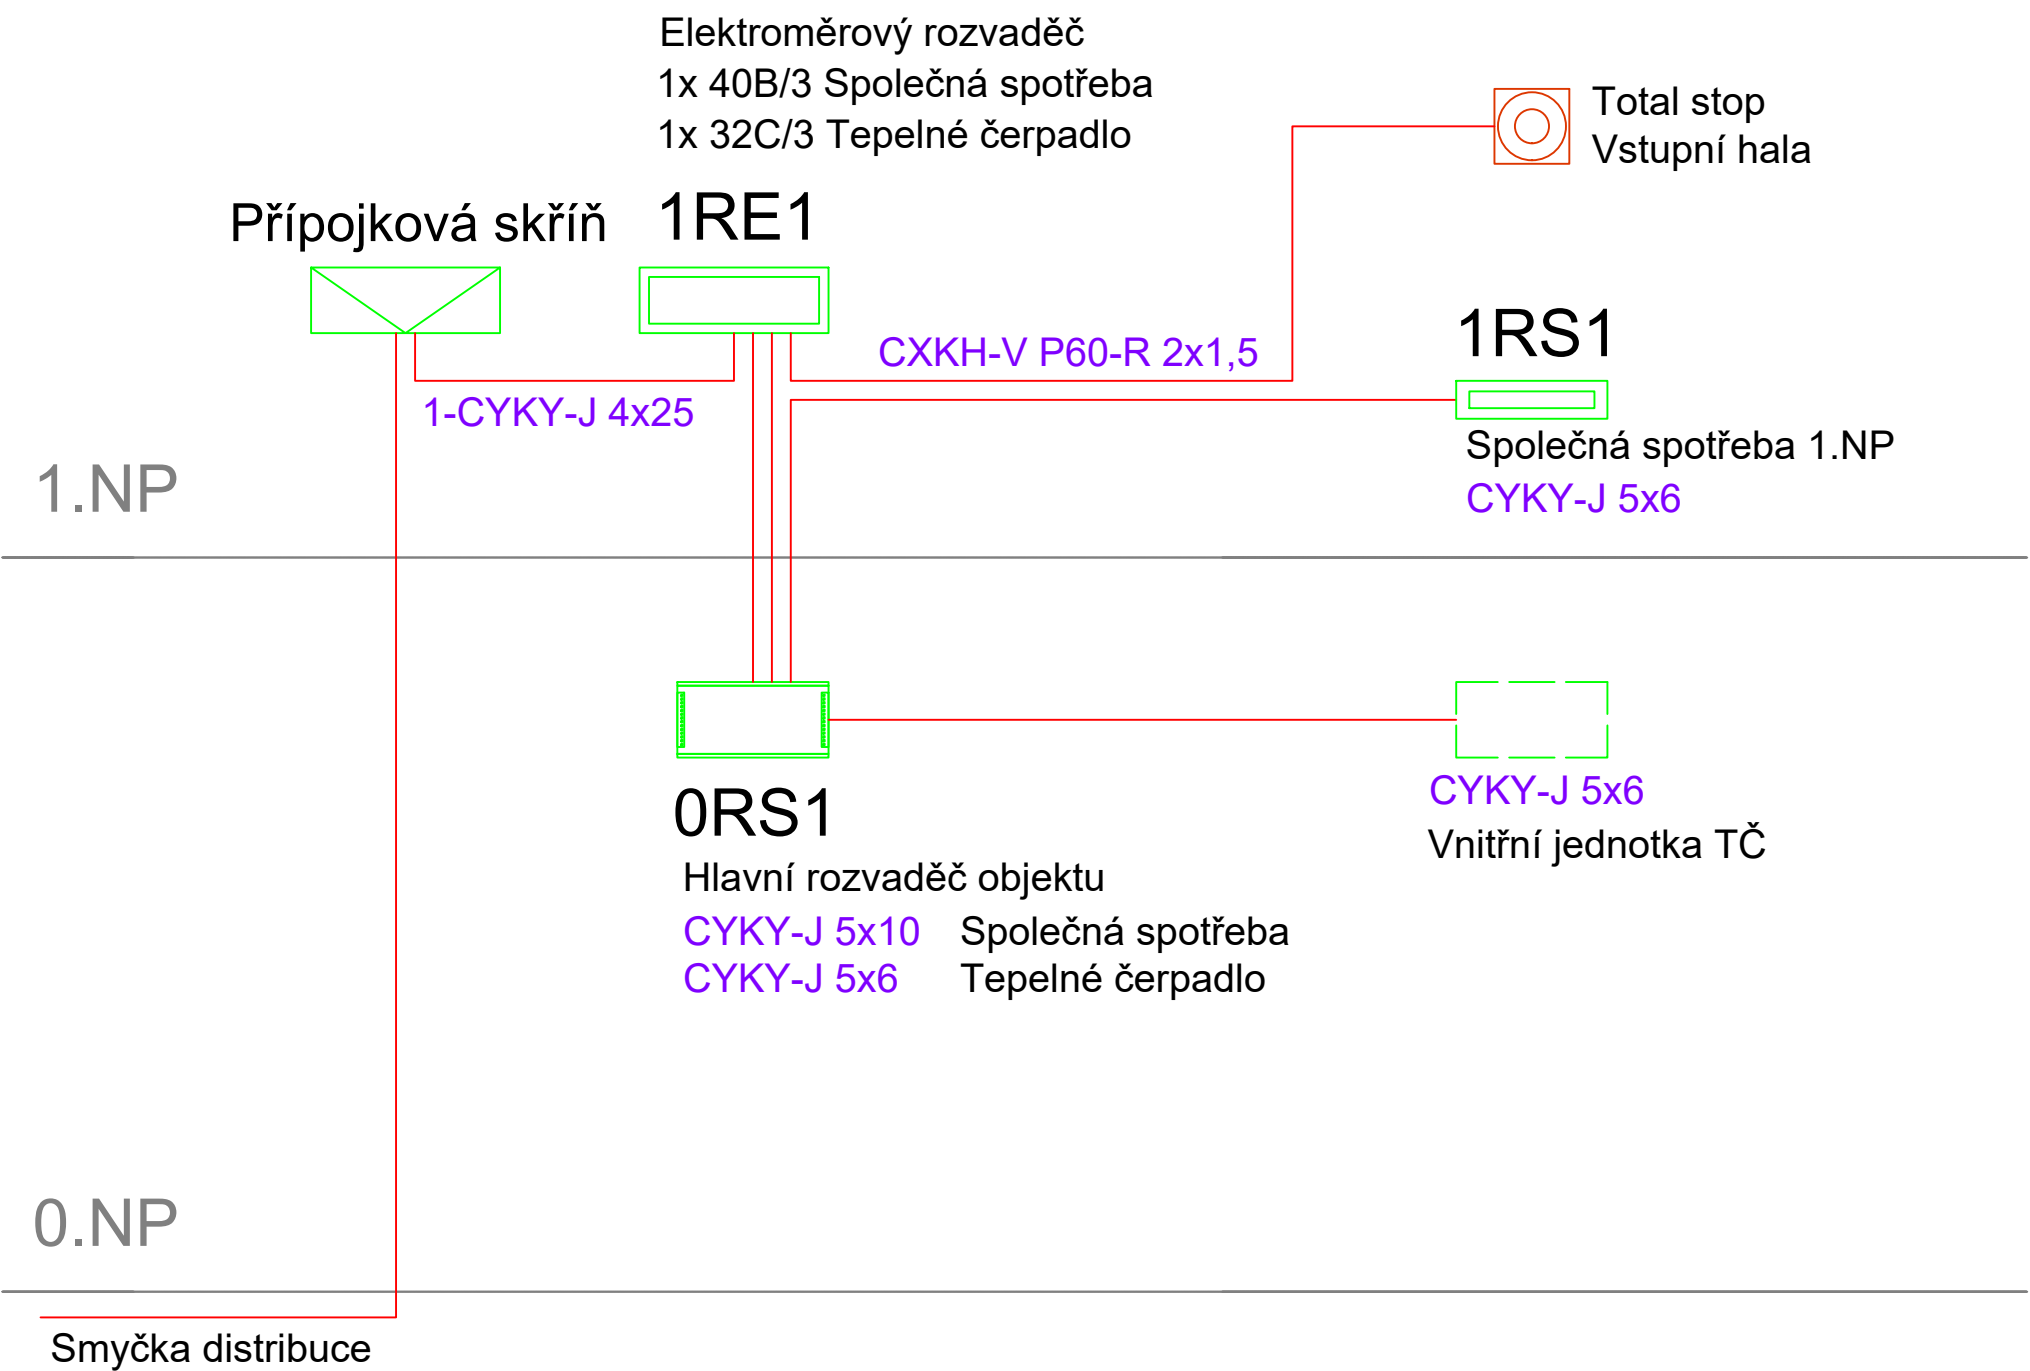 Elektroměrový rozvaděč
1x 40B/3 Společná spotřeba
1x 32C/3 Tepelné čerpadlo
Total stop
Vstupní hala
Přípojková skříň
1RE1
1RS1
CXKH-V P60-R 2x1,5
1-CYKY-J 4x25
Společná spotřeba 1.NP
CYKY-J 5x6
1.NP
0RS1
Hlavní rozvaděč objektu
CYKY-J 5x10 Společná spotřeba
CYKY-J 5x6 Tepelné čerpadlo
CYKY-J 5x6
Vnitřní jednotka TČ
0.NP
Smyčka distribuce